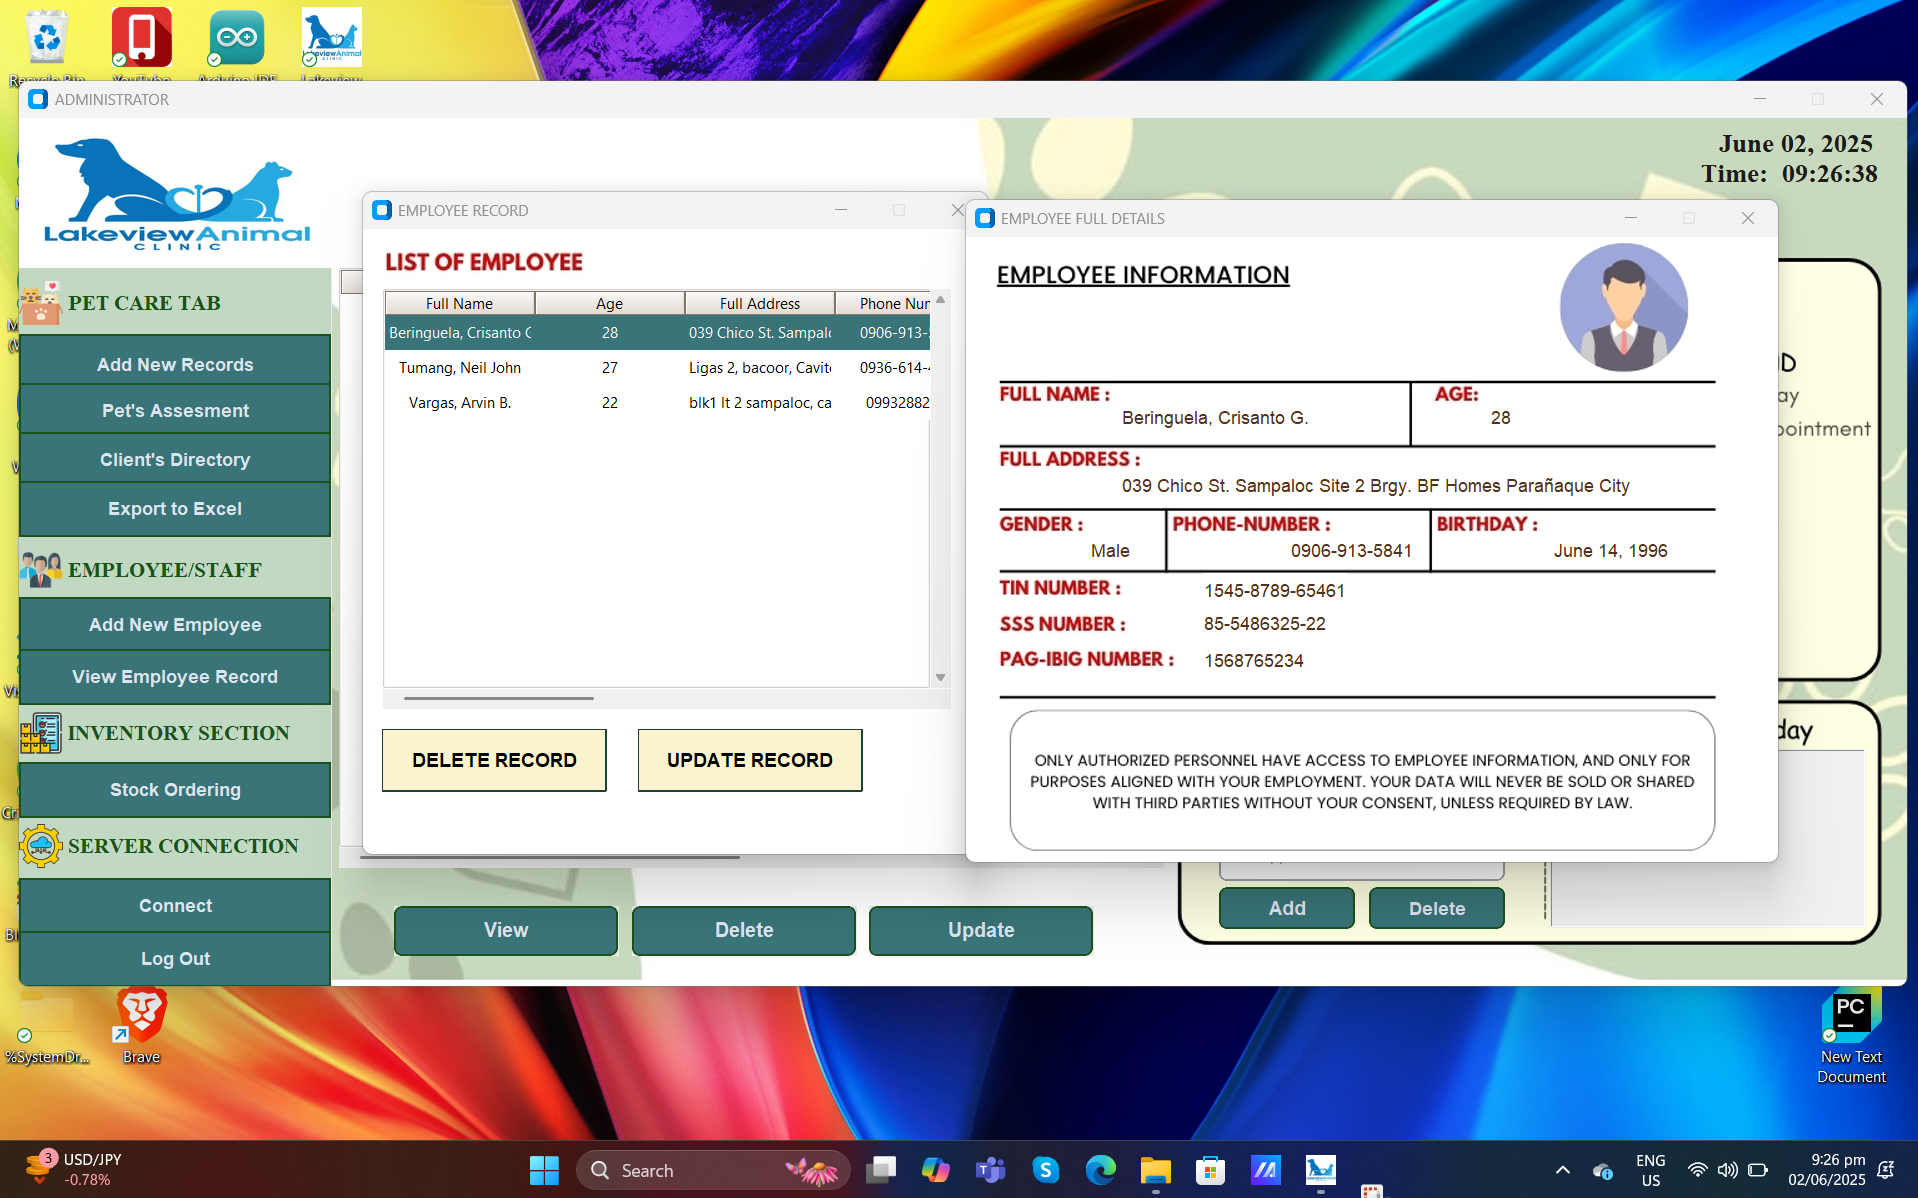 ADMINISTRATOR
June 02, 2025
Time: 09:26:38
LakeviewAnimal
CLINIC
PET CARE TAB
Add New Records
Pet's Assesment
Client's Directory
Export to Excel
EMPLOYEE/STAFF
Add New Employee
View Employee Record
INVENTORY SECTION
Stock Ordering
SERVER CONNECTION
Connect
Log Out
EMPLOYEE RECORD
LIST OF EMPLOYEE
Full Name Age Full Address Phone Nur
Beringuela, Crisanto G 28 039 Chico St. Sampalo 0906-913-
Tumang, Neil John 27 Ligas 2, bacoor, Cavit 0936-614-
Vargas, Arvin B. 22 blk1 lt 2 sampaloc, ca 09932882
DELETE RECORD UPDATE RECORD
EMPLOYEE FULL DETAILS
EMPLOYEE INFORMATION
FULL NAME : AGE:
Beringuela, Crisanto G. 28
FULL ADDRESS :
039 Chico St. Sampaloc Site 2 Brgy. BF Homes Parañaque City
GENDER : PHONE-NUMBER : BIRTHDAY :
Male 0906-913-5841 June 14, 1996
TIN NUMBER : 1545-8789-65461
SSS NUMBER : 85-5486325-22
PAG-IBIG NUMBER : 1568765234
ONLY AUTHORIZED PERSONNEL HAVE ACCESS TO EMPLOYEE INFORMATION, AND ONLY FOR
PURPOSES ALIGNED WITH YOUR EMPLOYMENT. YOUR DATA WILL NEVER BE SOLD OR SHARED
WITH THIRD PARTIES WITHOUT YOUR CONSENT, UNLESS REQUIRED BY LAW.
D
ay
pointment
day
View Delete Update
Add Delete
%SystemDr...
Brave
PC
New Text
Document
3
USD/JPY
-0.78%
Search
ENG
US
9:26 pm
02/06/2025